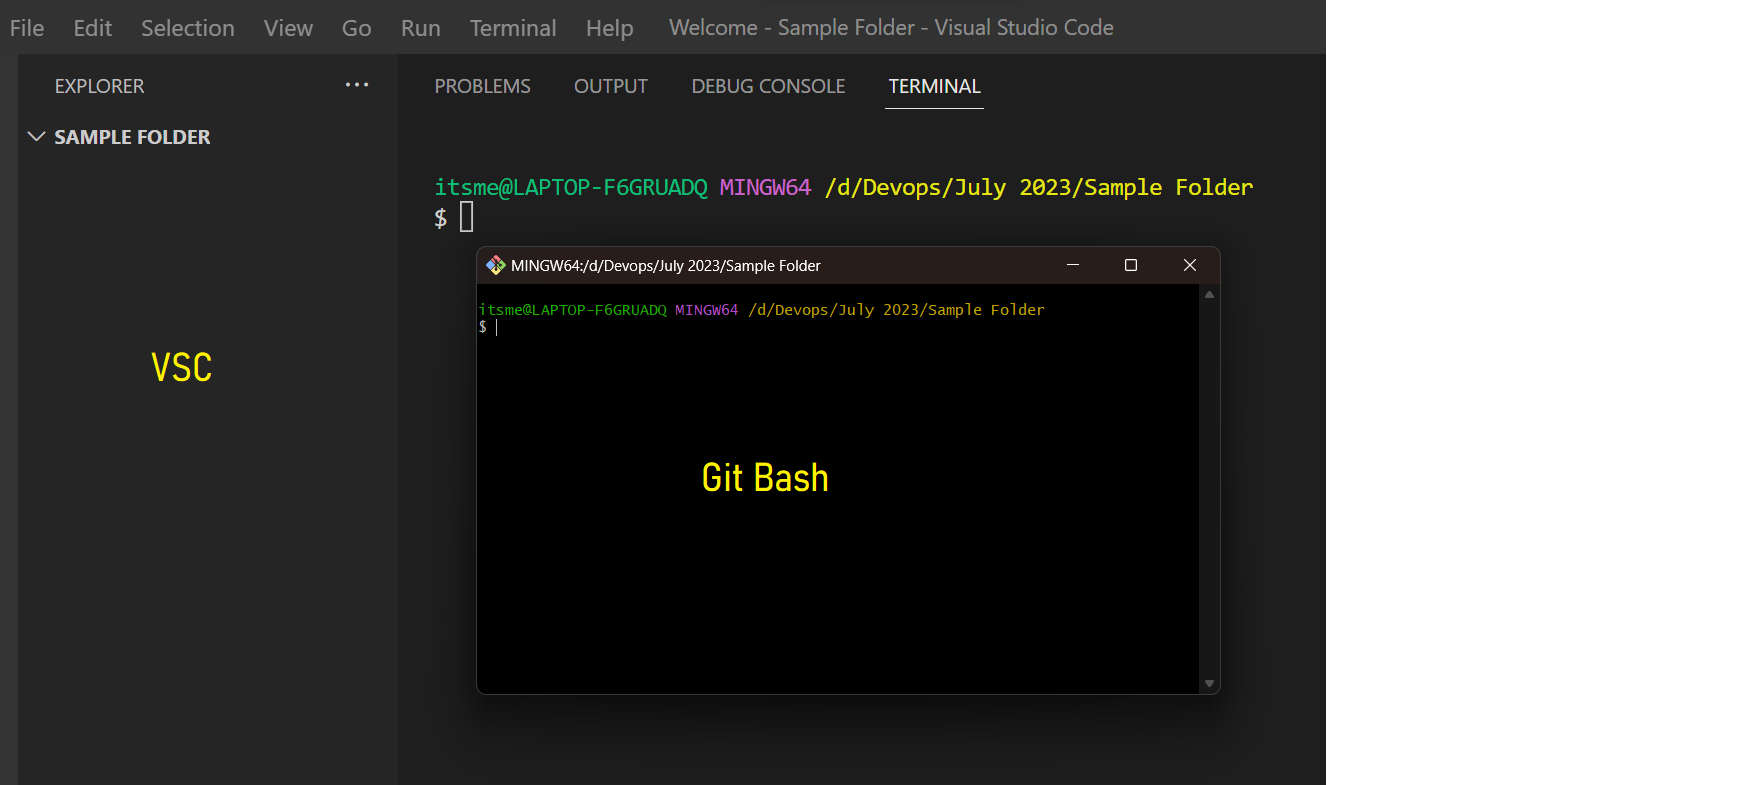 File Edit Selection View Go Run Terminal Help Welcome - Sample Folder - Visual Studio Code
EXPLORER ··· PROBLEMS OUTPUT DEBUG CONSOLE TERMINAL
SAMPLE FOLDER
itsme@LAPTOP-F6GRUADQ MINGW64 /d/Devops/July 2023/Sample Folder
$
MINGW64:/d/Devops/July 2023/Sample Folder
itsme@LAPTOP-F6GRUADQ MINGW64 /d/Devops/July 2023/Sample Folder
$
VSC
Git Bash